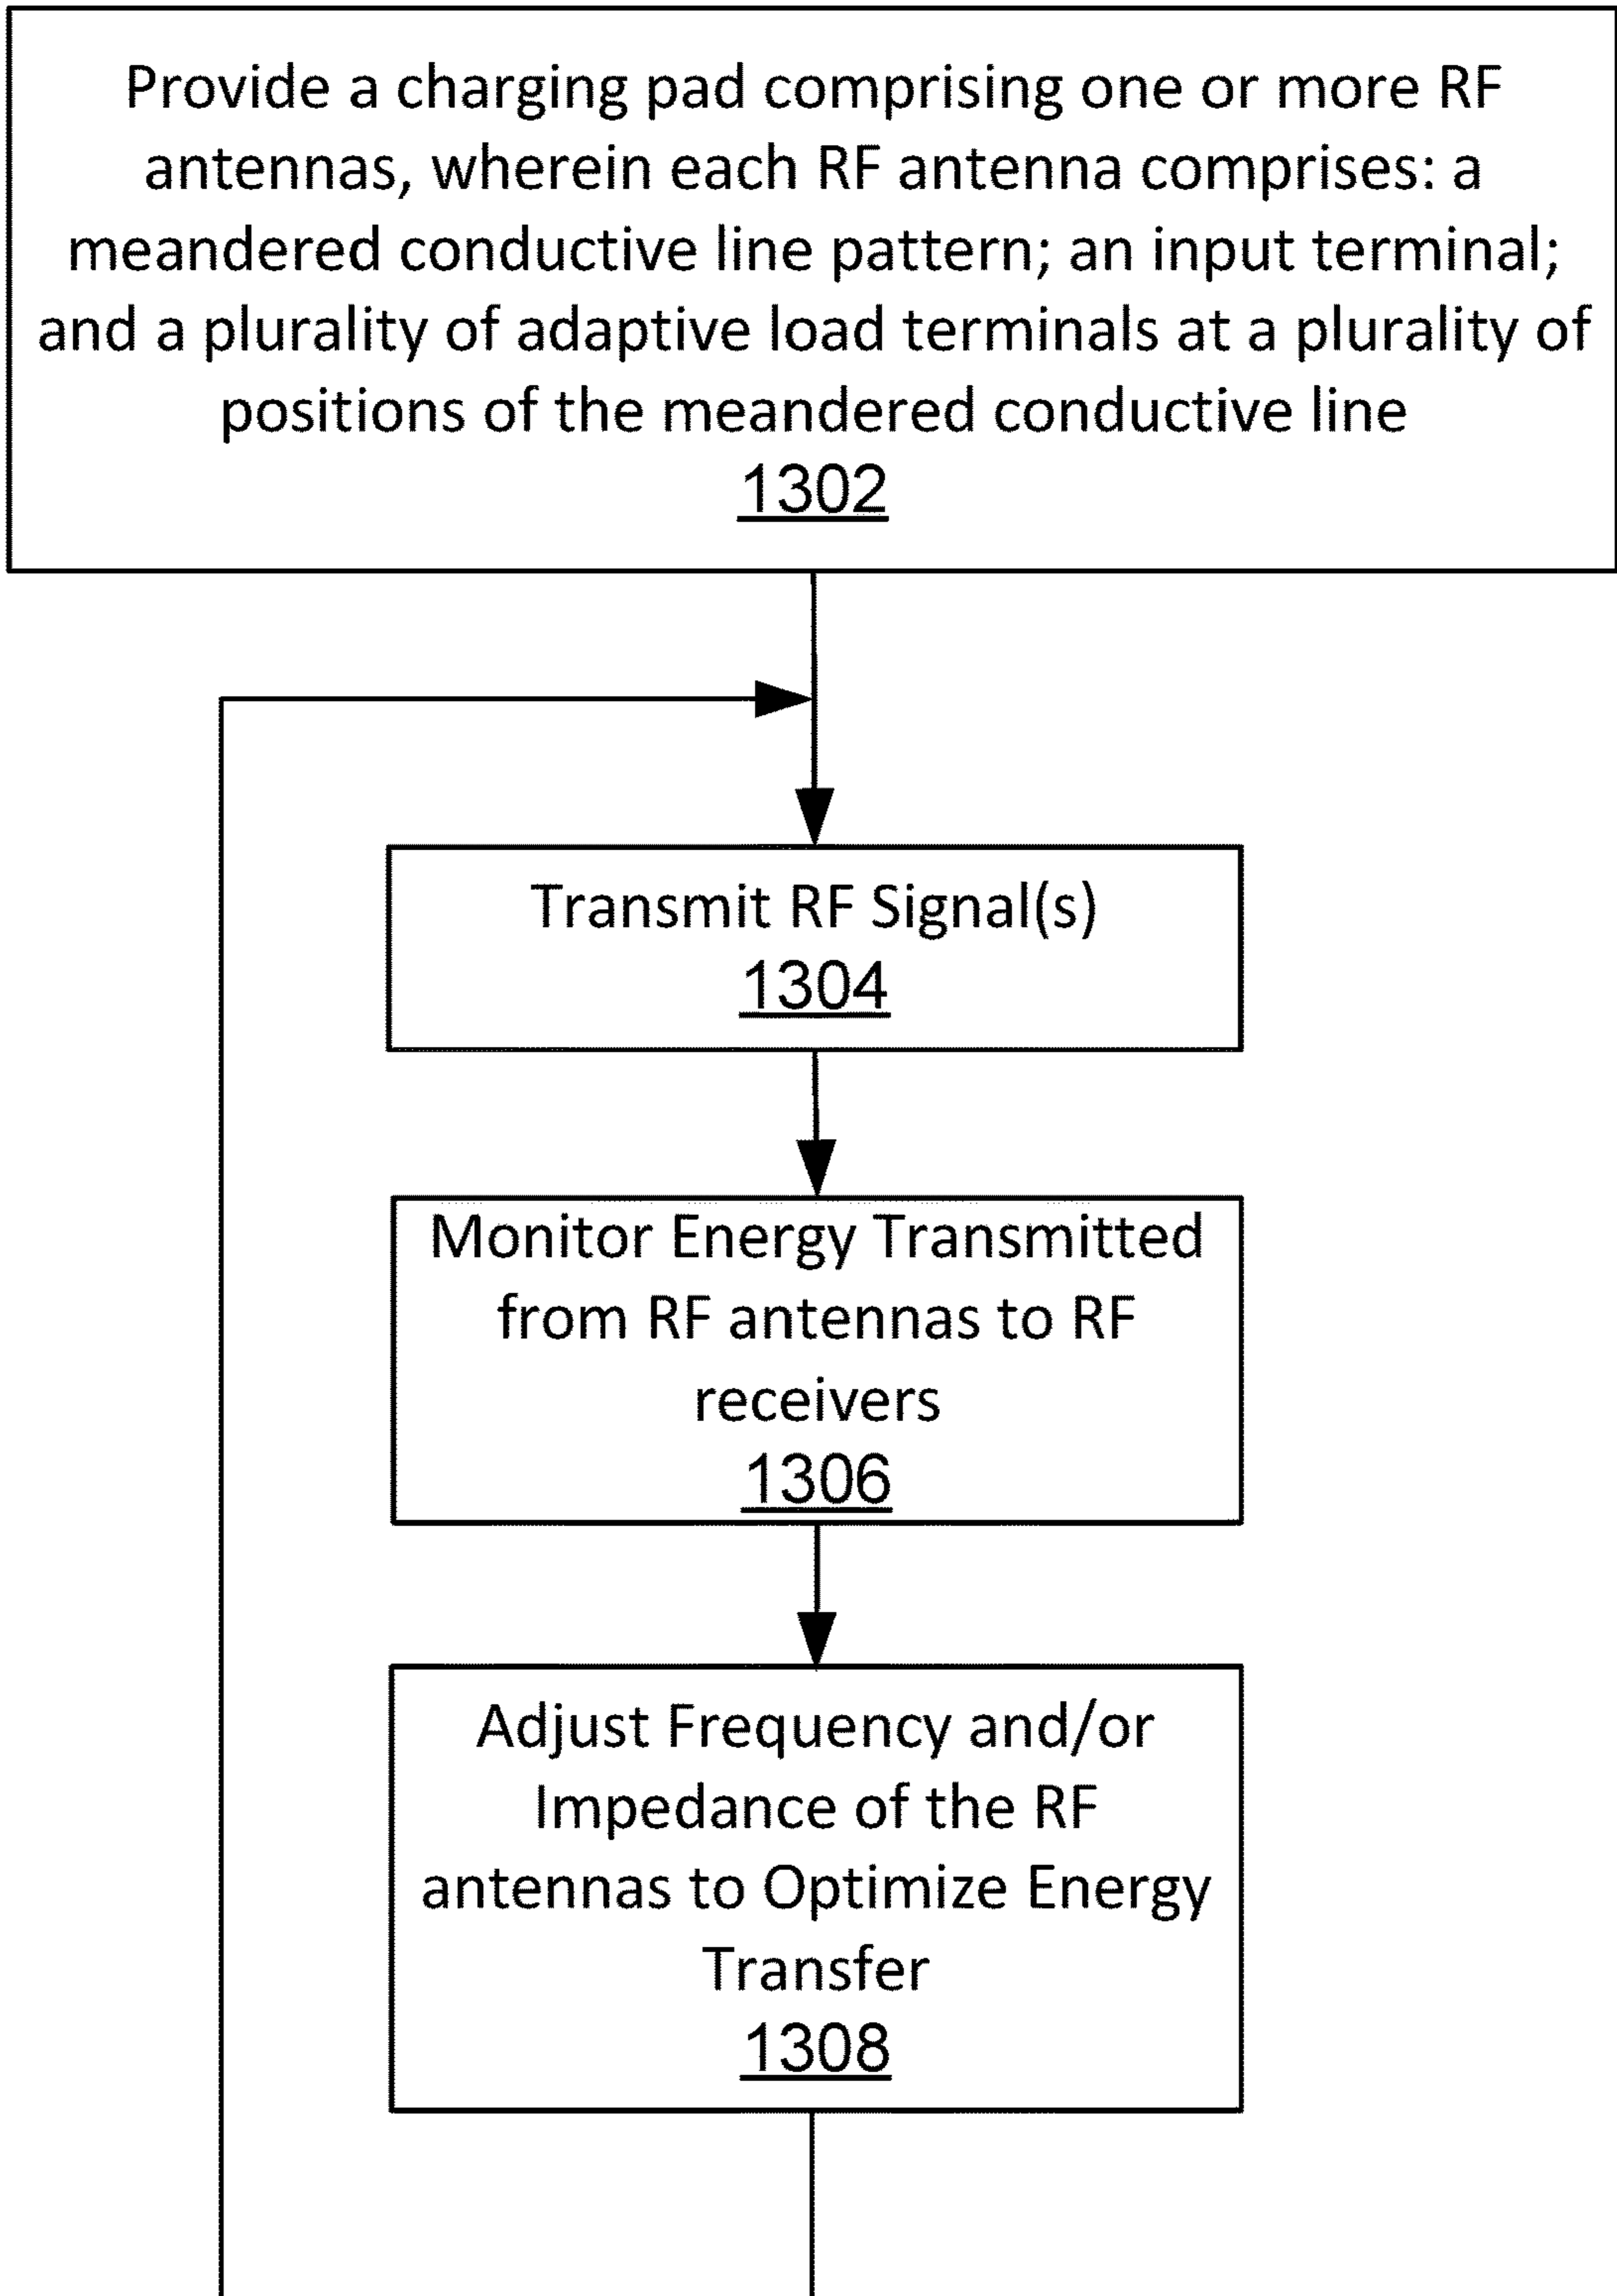 Provide a charging pad comprising one or more RF
antennas, wherein each RF antenna comprises: a
meandered conductive line pattern; an input terminal;
and a plurality of adaptive load terminals at a plurality of
positions of the meandered conductive line
1302
Transmit RF Signal(s)
1304
Monitor Energy Transmitted
from RF antennas to RF
receivers
1306
Adjust Frequency and/or
Impedance of the RF
antennas to Optimize Energy
Transfer
1308